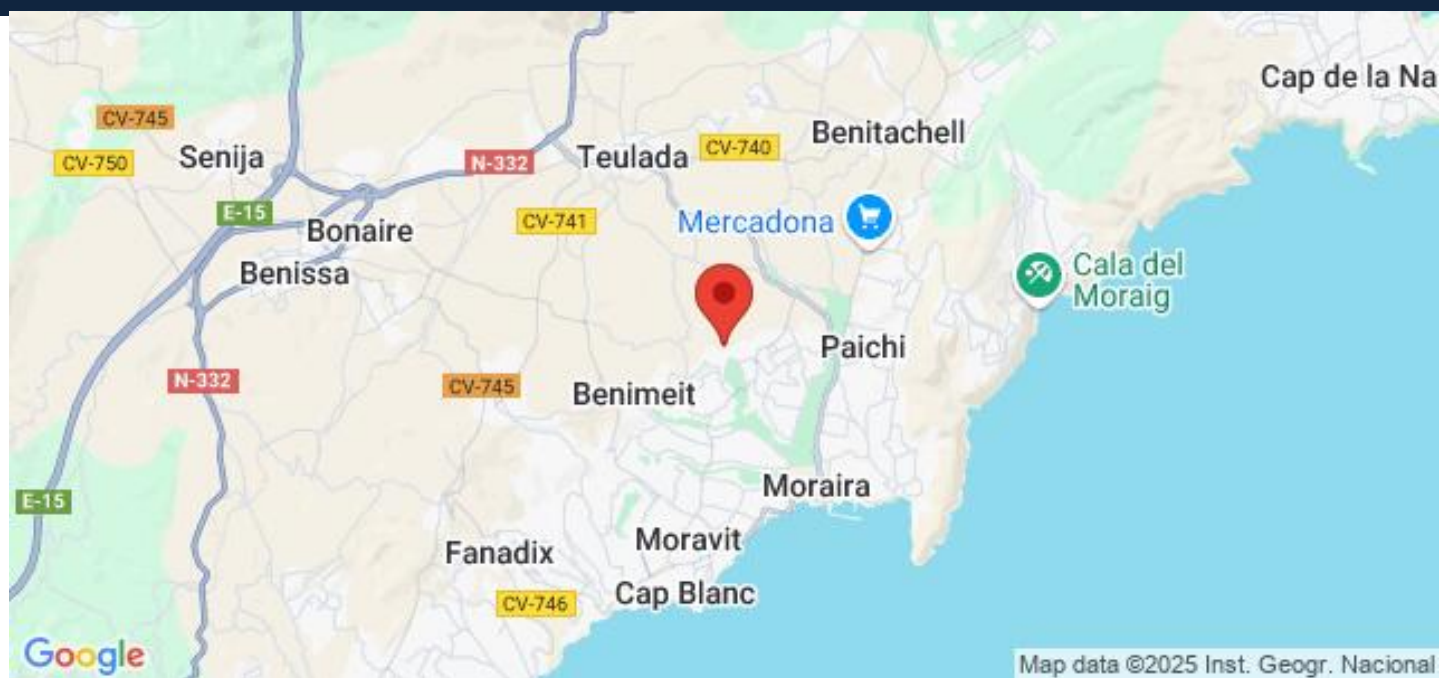 Cap de la Na
CV-745
Benitachell
Senija
Teulada
CV-740
CV-750
N-332
E-15
CV-741
Mercadona
Bonaire
Benissa
Cala del
Moraig
Paichi
N-332
CV-745
Benimeit
E-15
Moraira
Moravit
Fanadix
Cap Blanc
CV-746
Google
Map data ©2025 Inst. Geogr. Nacional